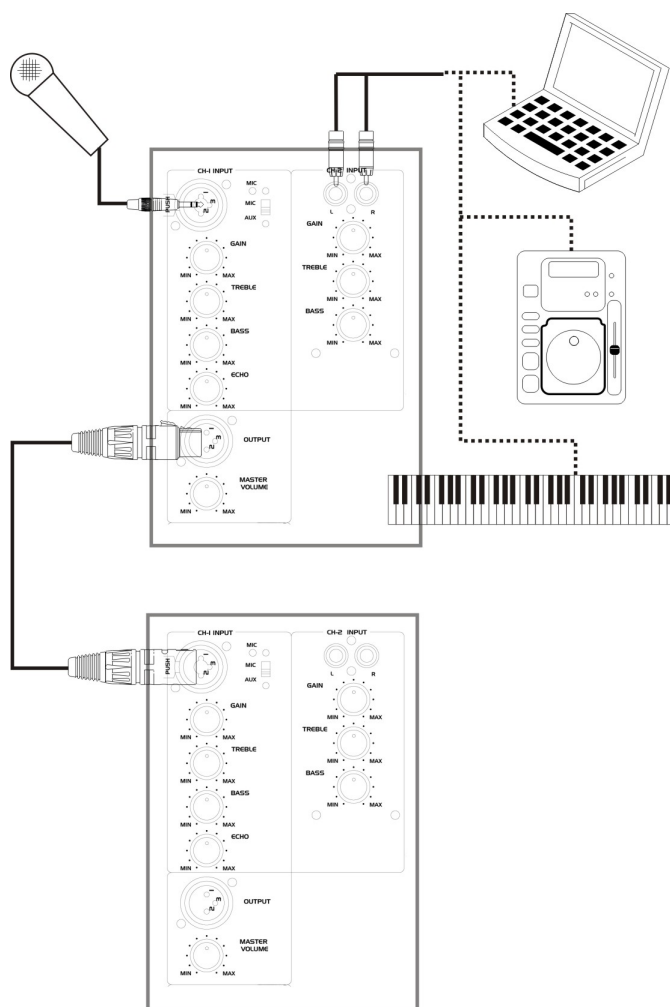 CH-1 INPUT
MIC
MIC
AUX
PUSH
1
2
3
GAIN
MIN MAX
TREBLE
MIN MAX
BASS
MIN MAX
ECHO
MIN MAX
CH-2 INPUT
L R
GAIN
MIN MAX
TREBLE
MIN MAX
BASS
MIN MAX
1
2
3
OUTPUT
MASTER
VOLUME
MIN MAX
CH-1 INPUT
MIC
MIC
AUX
PUSH
1
2
3
GAIN
MIN MAX
TREBLE
MIN MAX
BASS
MIN MAX
ECHO
MIN MAX
CH-2 INPUT
L R
GAIN
MIN MAX
TREBLE
MIN MAX
BASS
MIN MAX
1
2
3
OUTPUT
MASTER
VOLUME
MIN MAX